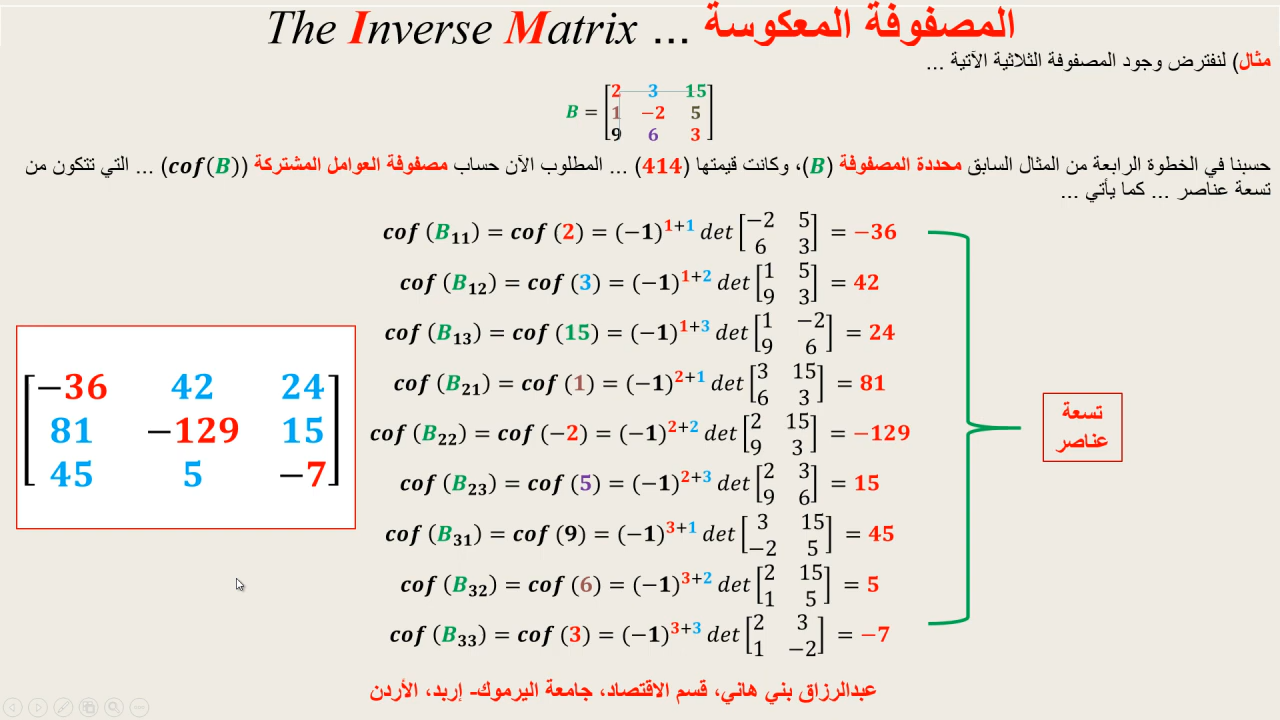 The Inverse Matrix ... المصفوفة المعكوسة
مثال) لنفترض وجود المصفوفة الثلاثية الآتية ...
B = [2 3 15
1 −2 5
9 6 3]
حسبنا في الخطوة الرابعة من المثال السابق محددة المصفوفة (B)، وكانت قيمتها (414) ... المطلوب الآن حساب مصفوفة العوامل المشتركة (cof(B)) ... التي تتكون من
تسعة عناصر ... كما يأتي ...
cof (B₁₁) = cof (2) = (−1)¹⁺¹ det [−2 5; 6 3] = −36
cof (B₁₂) = cof (3) = (−1)¹⁺² det [1 5; 9 3] = 42
cof (B₁₃) = cof (15) = (−1)¹⁺³ det [1 −2; 9 6] = 24
cof (B₂₁) = cof (1) = (−1)²⁺¹ det [3 15; 6 3] = 81
cof (B₂₂) = cof (−2) = (−1)²⁺² det [2 15; 9 3] = −129
cof (B₂₃) = cof (5) = (−1)²⁺³ det [2 3; 9 6] = 15
cof (B₃₁) = cof (9) = (−1)³⁺¹ det [3 15; −2 5] = 45
cof (B₃₂) = cof (6) = (−1)³⁺² det [2 15; 1 5] = 5
cof (B₃₃) = cof (3) = (−1)³⁺³ det [2 3; 1 −2] = −7
تسعة
عناصر
[−36 42 24
81 −129 15
45 5 −7]
عبدالرزاق بني هاني، قسم الاقتصاد، جامعة اليرموك- إربد، الأردن